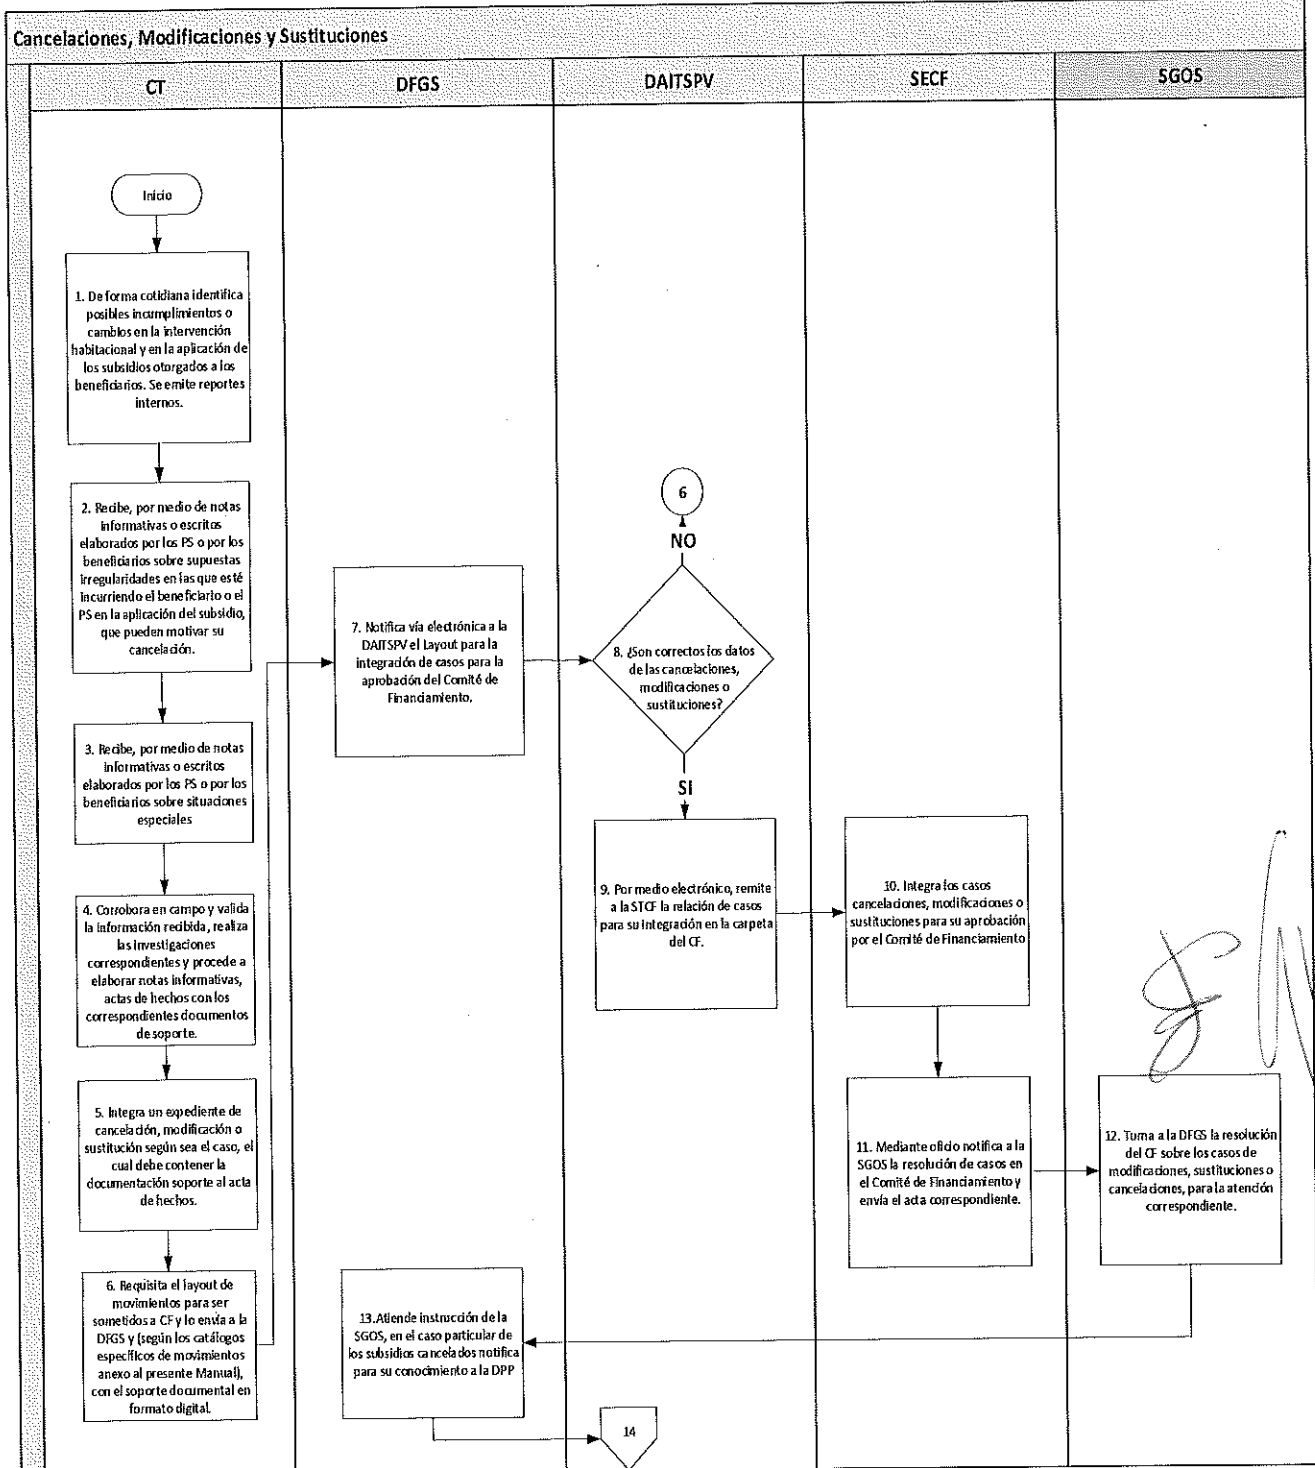 Cancelaciones, Modificaciones y Sustituciones
CT
DFGS
DAITSPV
SECF
SGOS
Inicio
1. De forma cotidiana identifica
posibles incumplimientos o
cambios en la intervención
habitacional y en la aplicación de
los subsidios otorgados a los
beneficiarios. Se emite reportes
internos.
2. Recibe, por medio de notas
informativas o escritos
elaborados por los PS o por los
beneficiarios sobre supuestas
irregularidades en las que esté
incurriendo el beneficiario o el
PS en la aplicación del subsidio,
que pueden motivar su
cancelación.
3. Recibe, por medio de notas
informativas o escritos
elaborados por los PS o por los
beneficiarios sobre situaciones
especiales
4. Corrobora en campo y valida
la información recibida, realiza
las investigaciones
correspondientes y procede a
elaborar notas informativas,
actas de hechos con los
correspondientes documentos
de soporte.
5. Integra un expediente de
cancelación, modificación o
sustitución según sea el caso, el
cual debe contener la
documentación soporte al acta
de hechos.
6. Requisita el layout de
movimientos para ser
sometidos a CF y lo envía a la
DFGS y (según los catálogos
específicos de movimientos
anexo al presente Manual),
con el soporte documental en
formato digital.
7. Notifica vía electrónica a la
DAITSPV el Layout para la
integración de casos para la
aprobación del Comité de
Financiamiento.
6
NO
8. ¿Son correctos los datos
de las cancelaciones,
modificaciones o
sustituciones?
SI
9. Por medio electrónico, remite
a la STCF la relación de casos
para su integración en la carpeta
del CF.
10. Integra los casos
cancelaciones, modificaciones o
sustituciones para su aprobación
por el Comité de Financiamiento
11. Mediante oficio notifica a la
SGOS la resolución de casos en
el Comité de Financiamiento y
envía el acta correspondiente.
12. Turna a la DFGS la resolución
del CF sobre los casos de
modificaciones, sustituciones o
cancelaciones, para la atención
correspondiente.
13.Atiende instrucción de la
SGOS, en el caso particular de
los subsidios cancelados notifica
para su conocimiento a la DPP
14